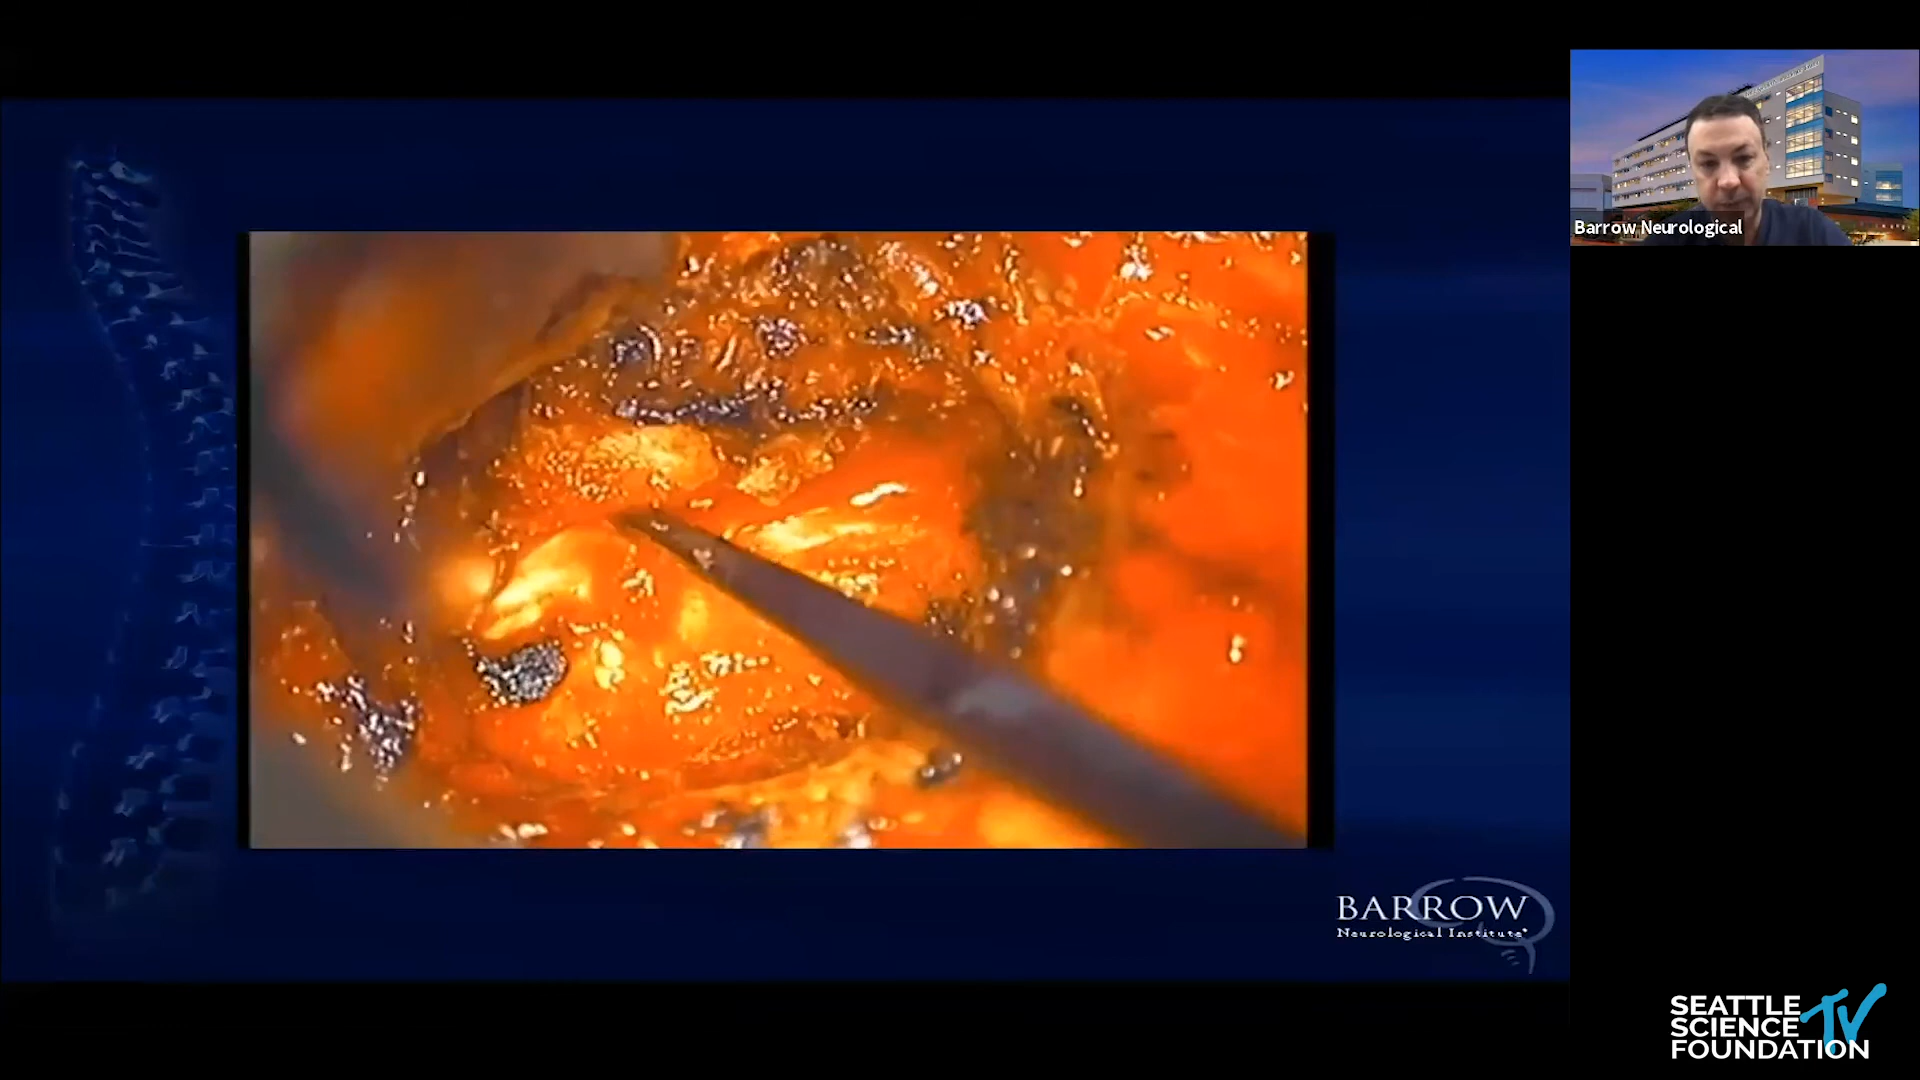 Barrow Neurological
BARROW
Neurological Institute®
SEATTLE
SCIENCE
FOUNDATION
TV